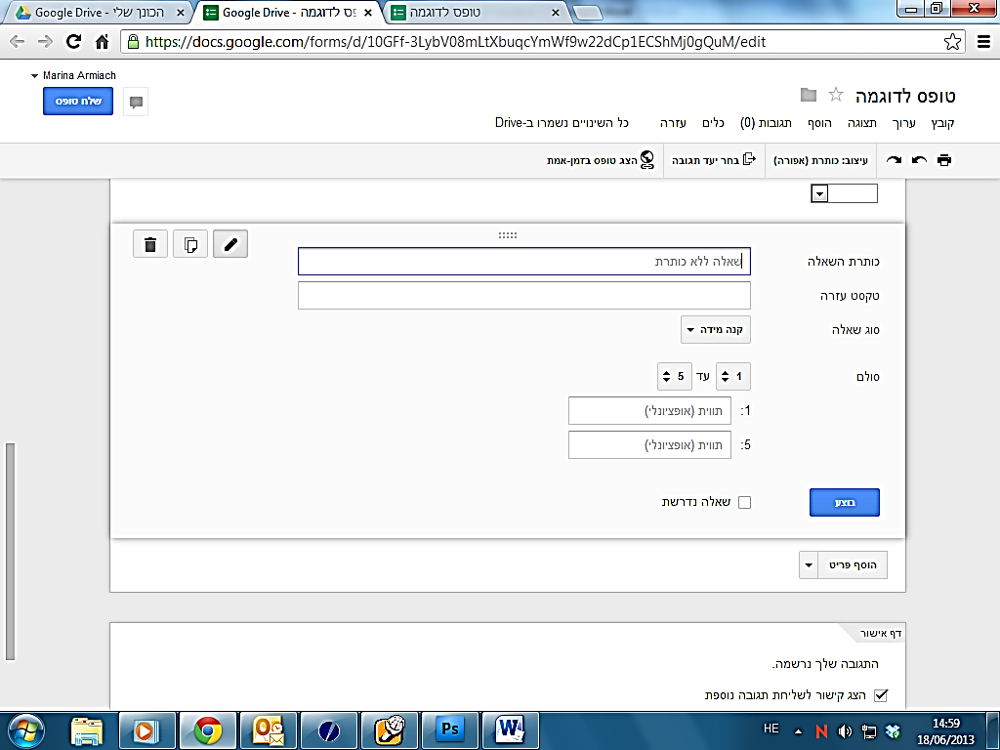 הכונן שלי - Google Drive
טופס לדוגמה - Google Drive
טופס לדוגמה
https://docs.google.com/forms/d/10GFf-3LybV08mLtXbuqcYmWf9w22dCp1ECShMj0gQuM/edit
Marina Armiach
שלח טופס
טופס לדוגמה
קובץ ערוך תצוגה הוסף תגובות (0) כלים עזרה כל השינויים נשמרו ב-Drive
עיצוב: כותרת (אפורה) בחר יעד תגובה הצג טופס בזמן-אמת
כותרת השאלה שאלה ללא כותרת
טקסט עזרה
סוג שאלה קנה מידה
סולם 1 עד 5
1: תווית (אופציונלי)
5: תווית (אופציונלי)
בוצע שאלה נדרשת
הוסף פריט
דף אישור
התגובה שלך נרשמה.
הצג קישור לשליחת תגובה נוספת
Ps
W
HE
N
14:59
18/06/2013